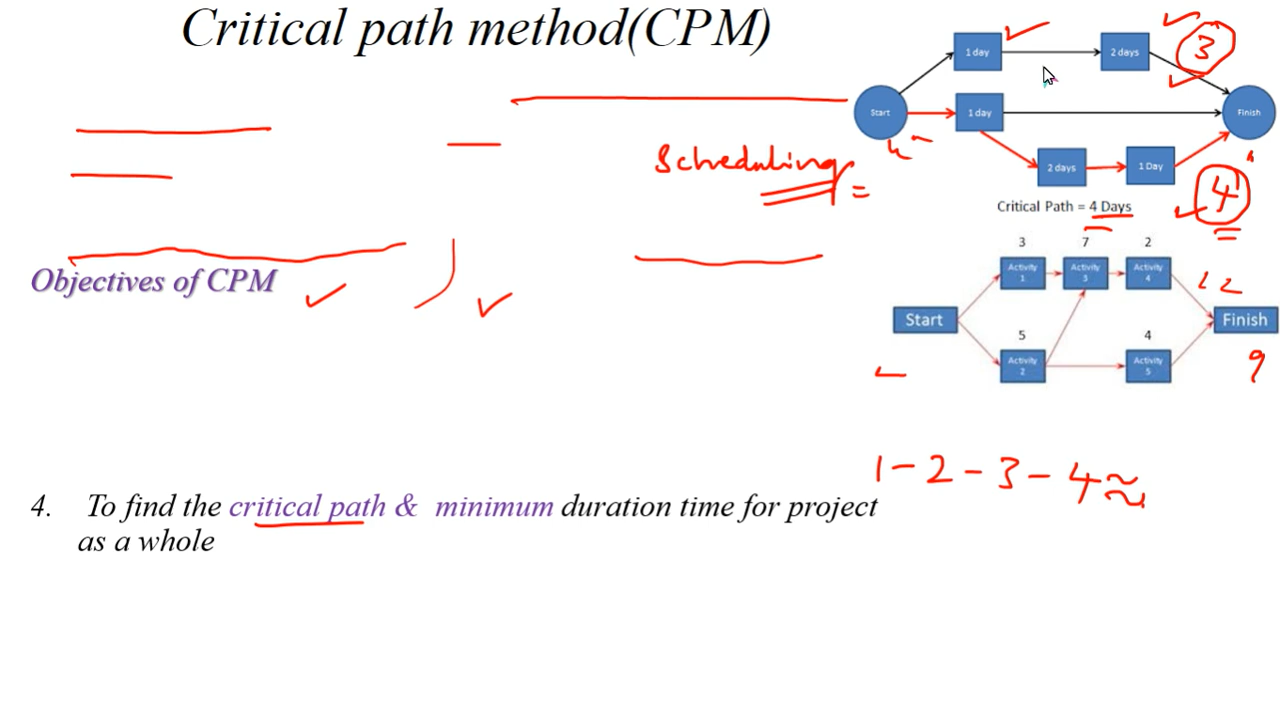 Critical path method(CPM)
1 day
2 days
3
Start
1 day
Finish
Scheduling
2 days
1 Day
4
Critical Path = 4 Days
3
7
2
Objectives of CPM
Activity
1
Activity
3
Activity
4
12
Start
Finish
5
4
Activity
2
Activity
5
9
1 - 2 - 3 - 4
4. To find the critical path & minimum duration time for project
as a whole